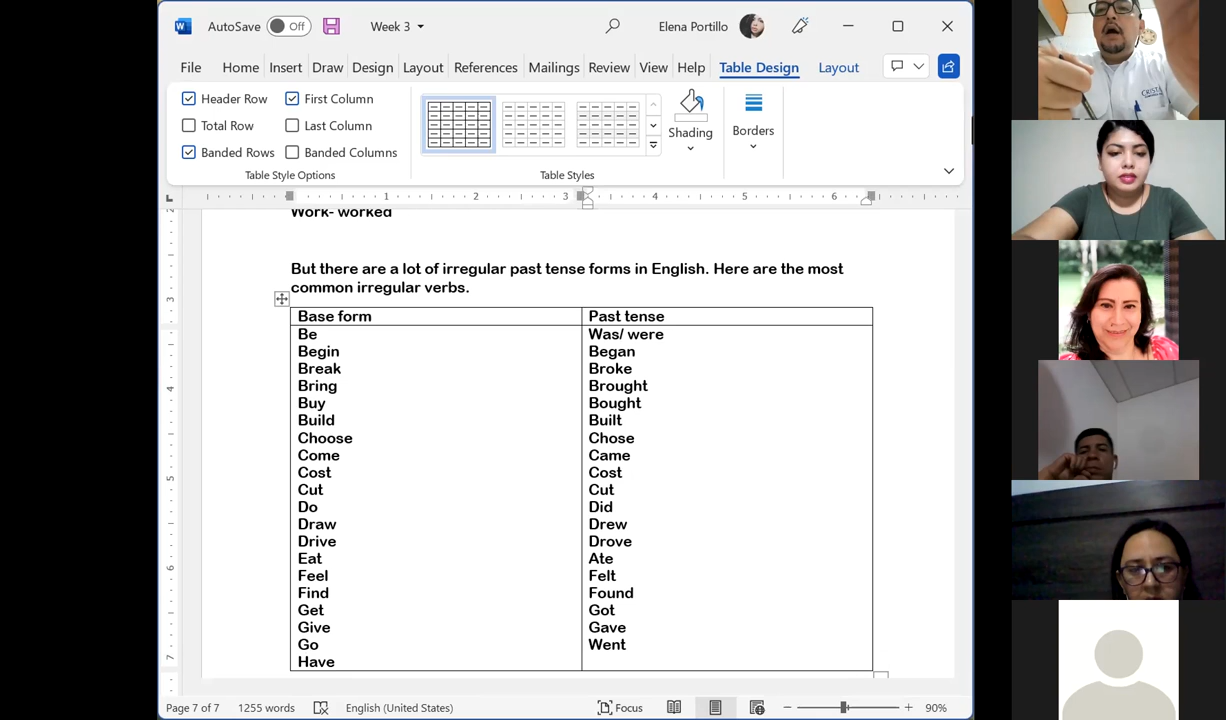 AutoSave Off Week 3 Elena Portillo
File Home Insert Draw Design Layout References Mailings Review View Help Table Design Layout
Header Row First Column
Total Row Last Column
Banded Rows Banded Columns
Table Style Options
Table Styles
Shading
Borders
1 2 3 4 5 6
Work- worked
But there are a lot of irregular past tense forms in English. Here are the most
common irregular verbs.
Base form Past tense
Be Was/ were
Begin Began
Break Broke
Bring Brought
Buy Bought
Build Built
Choose Chose
Come Came
Cost Cost
Cut Cut
Do Did
Draw Drew
Drive Drove
Eat Ate
Feel Felt
Find Found
Get Got
Give Gave
Go Went
Have
Page 7 of 7 1255 words English (United States) Focus 90%